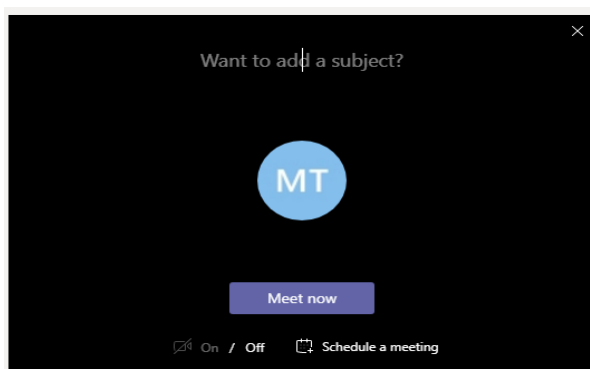 Want to add a subject?
MT
Meet now
On / Off Schedule a meeting